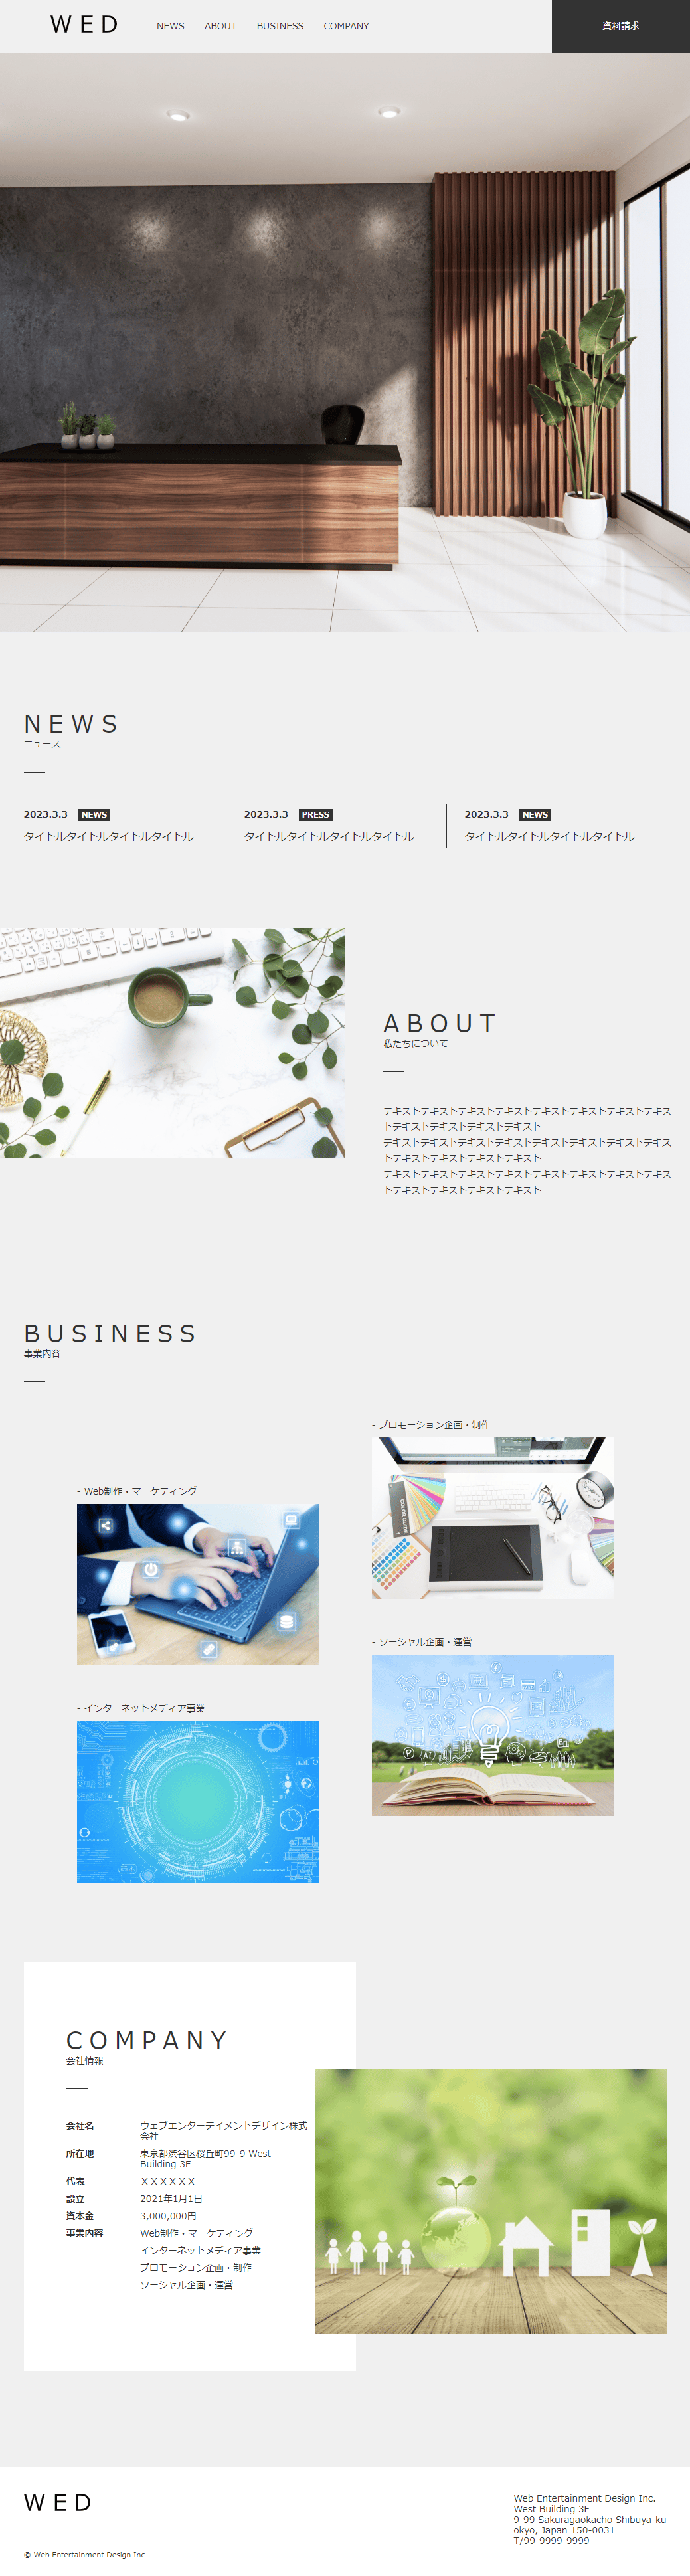 WED NEWS ABOUT BUSINESS COMPANY 資料請求
NEWS
ニュース
2023.3.3 NEWS
タイトルタイトルタイトルタイトル
2023.3.3 PRESS
タイトルタイトルタイトルタイトル
2023.3.3 NEWS
タイトルタイトルタイトルタイトル
ABOUT
私たちについて
テキストテキストテキストテキストテキストテキストテキストテキス
トテキストテキストテキストテキスト
テキストテキストテキストテキストテキストテキストテキストテキス
トテキストテキストテキストテキスト
テキストテキストテキストテキストテキストテキストテキストテキス
トテキストテキストテキストテキスト
BUSINESS
事業内容
- Web制作・マーケティング
- インターネットメディア事業
- プロモーション企画・制作
COLOR GUIDE
- ソーシャル企画・運営
COMPANY
会社情報
会社名 ウェブエンターテイメントデザイン株式
会社
所在地 東京都渋谷区桜丘町99-9 West
Building 3F
代表 ＸＸＸＸＸＸ
設立 2021年1月1日
資本金 3,000,000円
事業内容 Web制作・マーケティング
インターネットメディア事業
プロモーション企画・制作
ソーシャル企画・運営
WED
© Web Entertainment Design Inc.
Web Entertainment Design Inc.
West Building 3F
9-99 Sakuragaokacho Shibuya-ku
okyo, Japan 150-0031
T/99-9999-9999